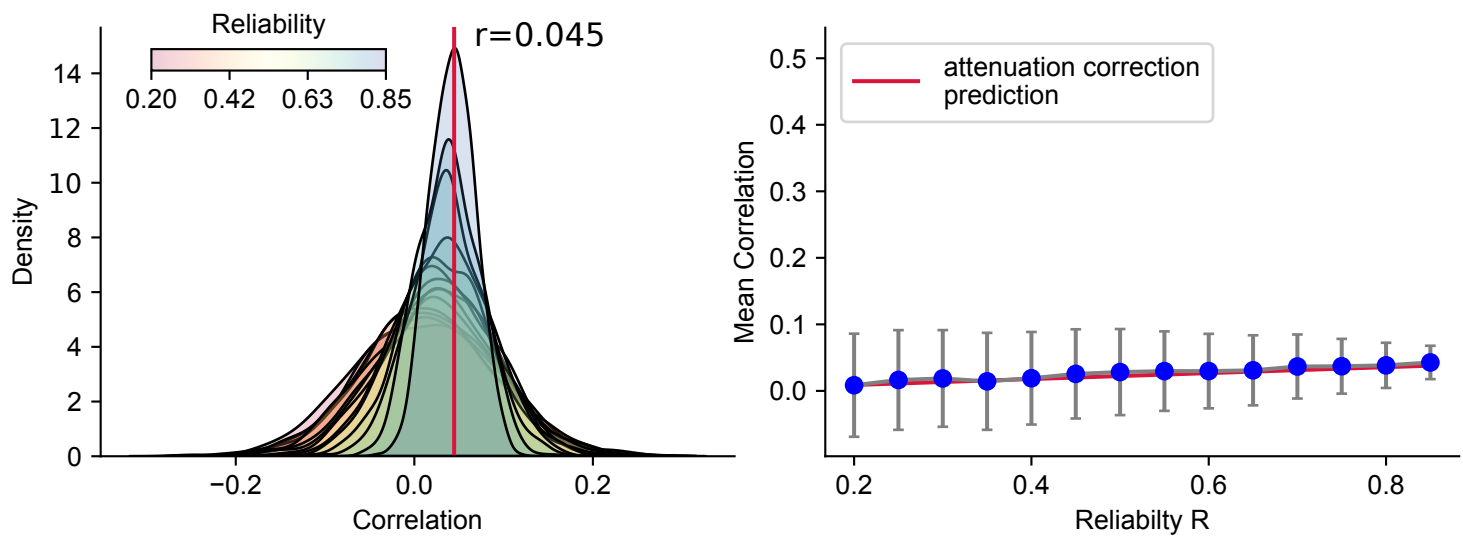 Reliability
0.20 0.42 0.63 0.85
r=0.045
14
12
10
8
6
4
2
0
Density
−0.2 0.0 0.2
Correlation
attenuation correction
prediction
0.5
0.4
0.3
0.2
0.1
0.0
Mean Correlation
0.2 0.4 0.6 0.8
Reliabilty R